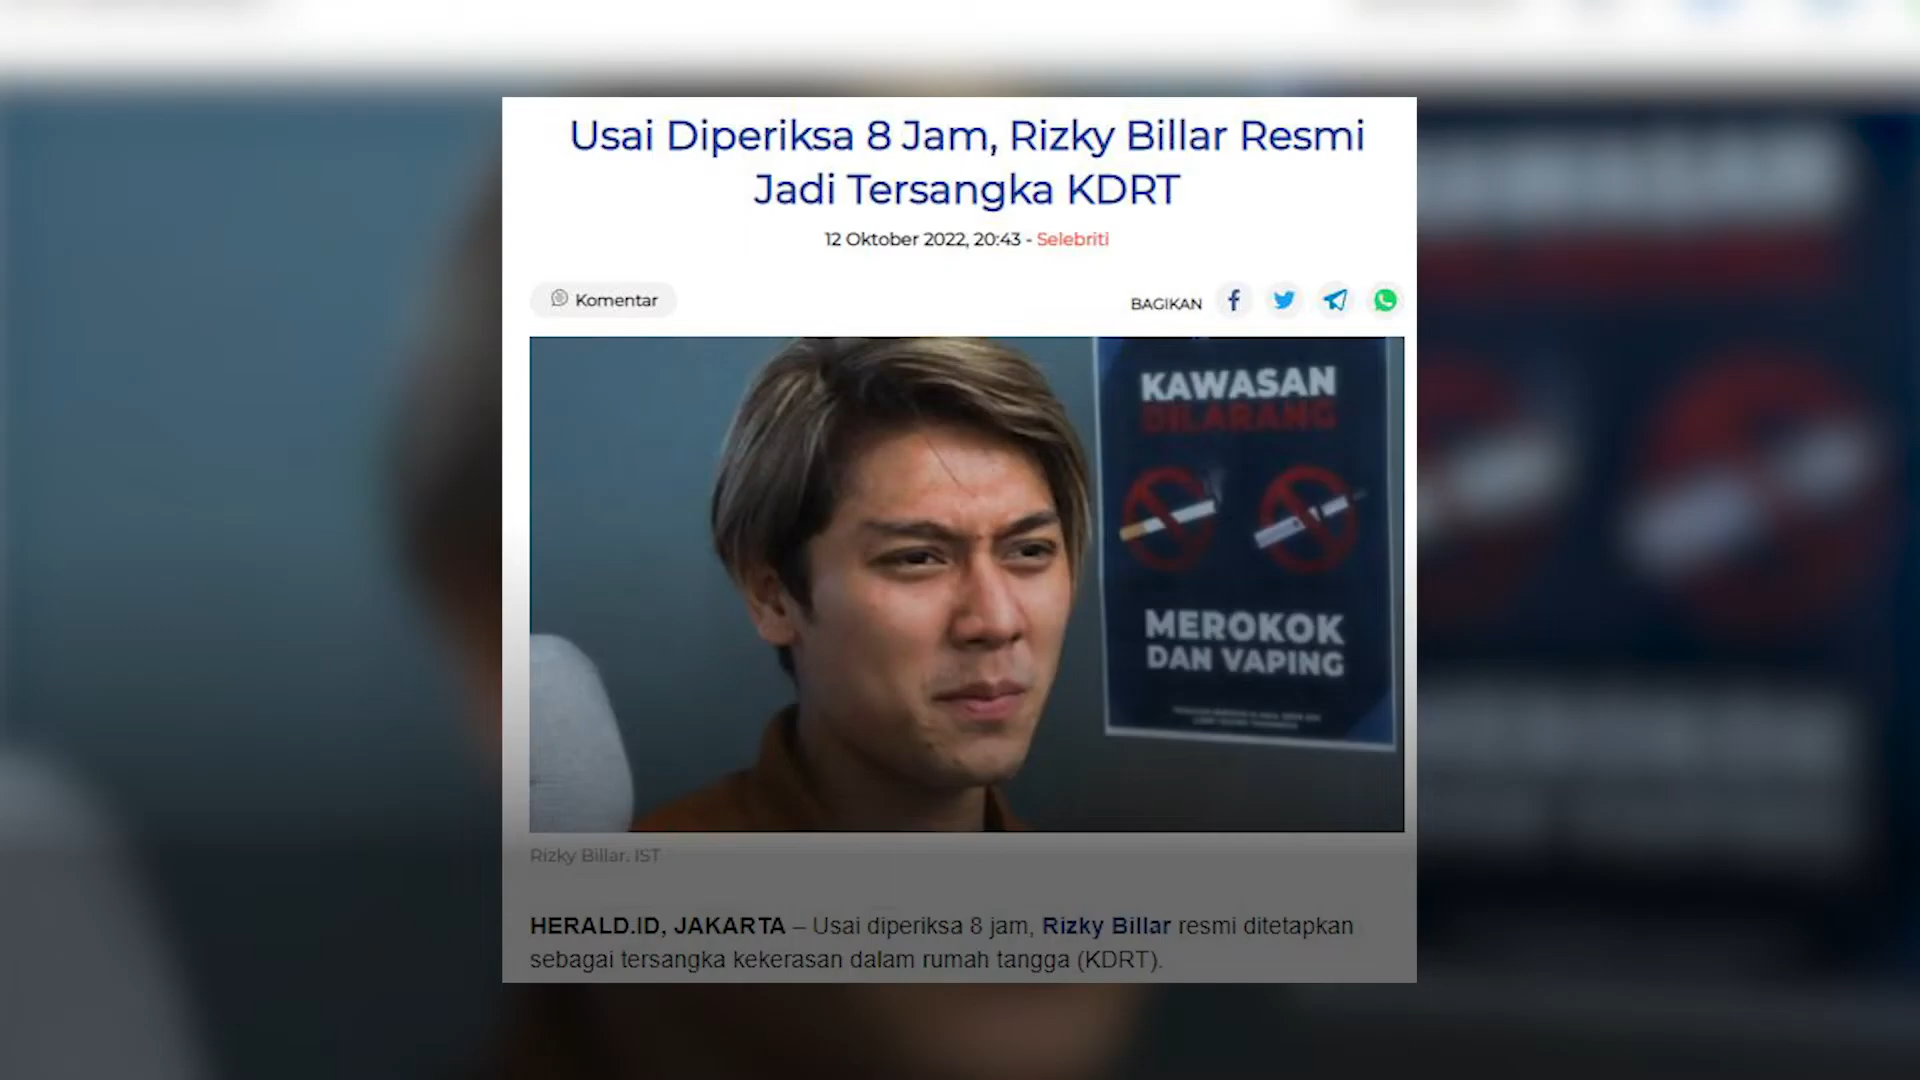 Usai Diperiksa 8 Jam, Rizky Billar Resmi
Jadi Tersangka KDRT
12 Oktober 2022, 20:43 - Selebriti
Komentar
BAGIKAN
KAWASAN
DILARANG
MEROKOK
DAN VAPING
Rizky Billar. IST
HERALD.ID, JAKARTA – Usai diperiksa 8 jam, Rizky Billar resmi ditetapkan
sebagai tersangka kekerasan dalam rumah tangga (KDRT).